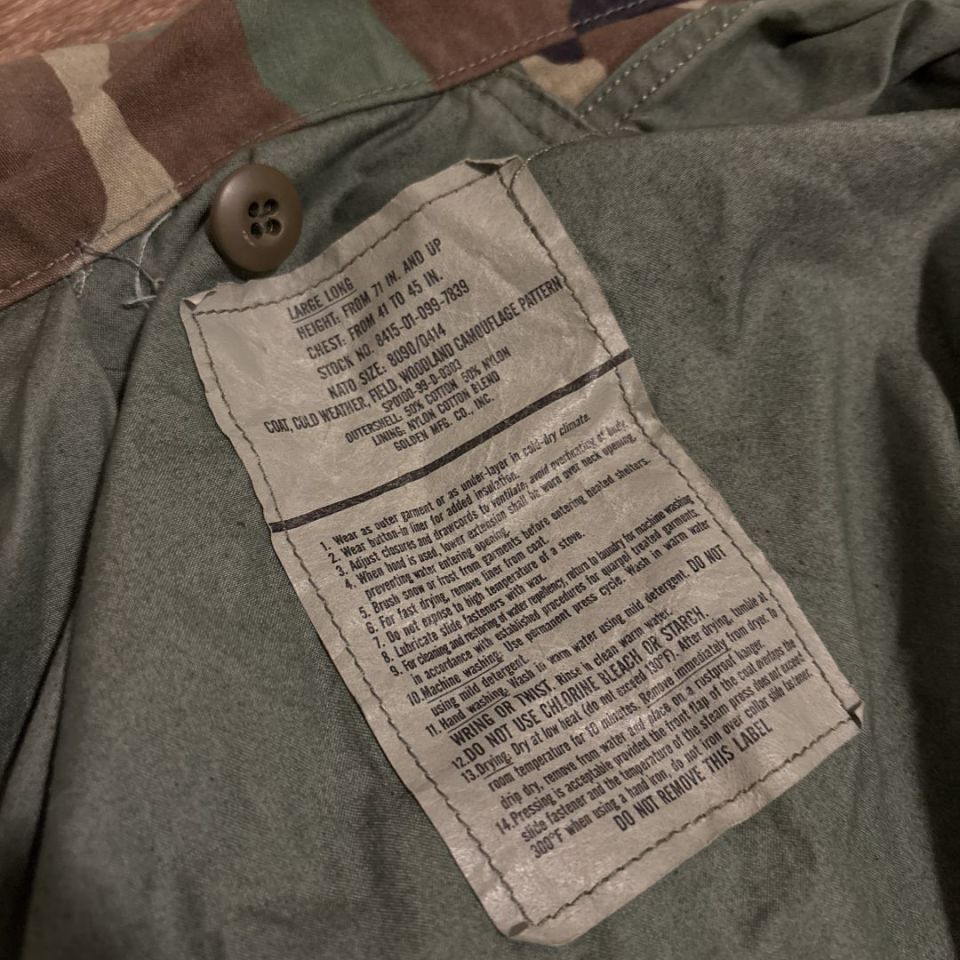 LARGE LONG
HEIGHT: FROM 71 IN. AND UP
CHEST: FROM 41 TO 45 IN.
STOCK NO. 8415-01-099-7839
NATO SIZE: 8090/0414
COAT, COLD WEATHER, FIELD, WOODLAND CAMOUFLAGE PATTERN
SPO100-99-D-0303
OUTERSHELL: 50% COTTON 50% NYLON
LINING: NYLON COTTON BLEND
GOLDEN MFG. CO., INC.
1. Wear as outer garment or as under-layer in cold-dry climate.
2. Wear button-in liner for added insulation.
3. Adjust closures and drawcords to ventilate, avoid overheating of body.
4. When hood is used, lower extension shall be worn over neck opening,
preventing water entering opening.
5. Brush snow or frost from garments before entering heated shelters.
6. For fast drying, remove liner from coat.
7. Do not expose to high temperature of a stove.
8. Lubricate slide fasteners with wax.
9. For cleaning and restoring of water repellency, return to laundry for machine washing
in accordance with established procedures for quarpel treated garments.
10. Machine washing: Use permanent press cycle. Wash in warm water
using mild detergent.
11. Hand washing: Wash in warm water using mild detergent. DO NOT
WRING OR TWIST. Rinse in clean warm water.
12. DO NOT USE CHLORINE BLEACH OR STARCH.
13. Drying: Dry at low heat (do not exceed 130°F). After drying, tumble at
room temperature for 10 minutes. Remove immediately from dryer. To
drip dry, remove from water and place on a rustproof hanger.
14. Pressing is acceptable provided the front flap of the coat overlaps the
slide fastener and the temperature of the steam press does not exceed
300°F when using a hand iron, do not iron over collar slide fastener.
DO NOT REMOVE THIS LABEL